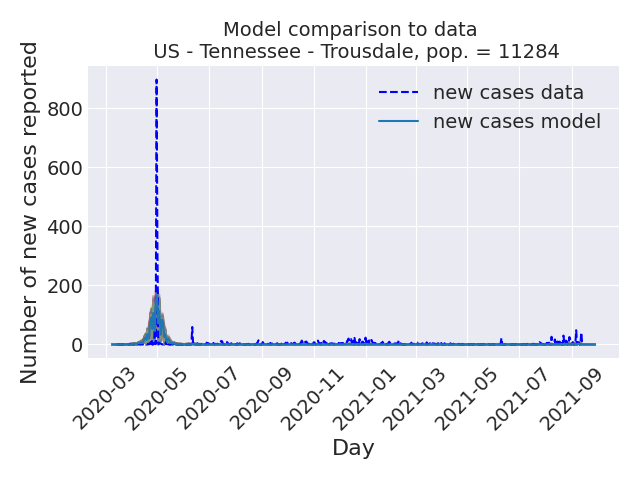 Model comparison to data
US - Tennessee - Trousdale, pop. = 11284
Number of new cases reported
800
600
400
200
0
new cases data
new cases model
2020-03
2020-05
2020-07
2020-09
2020-11
2021-01
2021-03
2021-05
2021-07
2021-09
Day